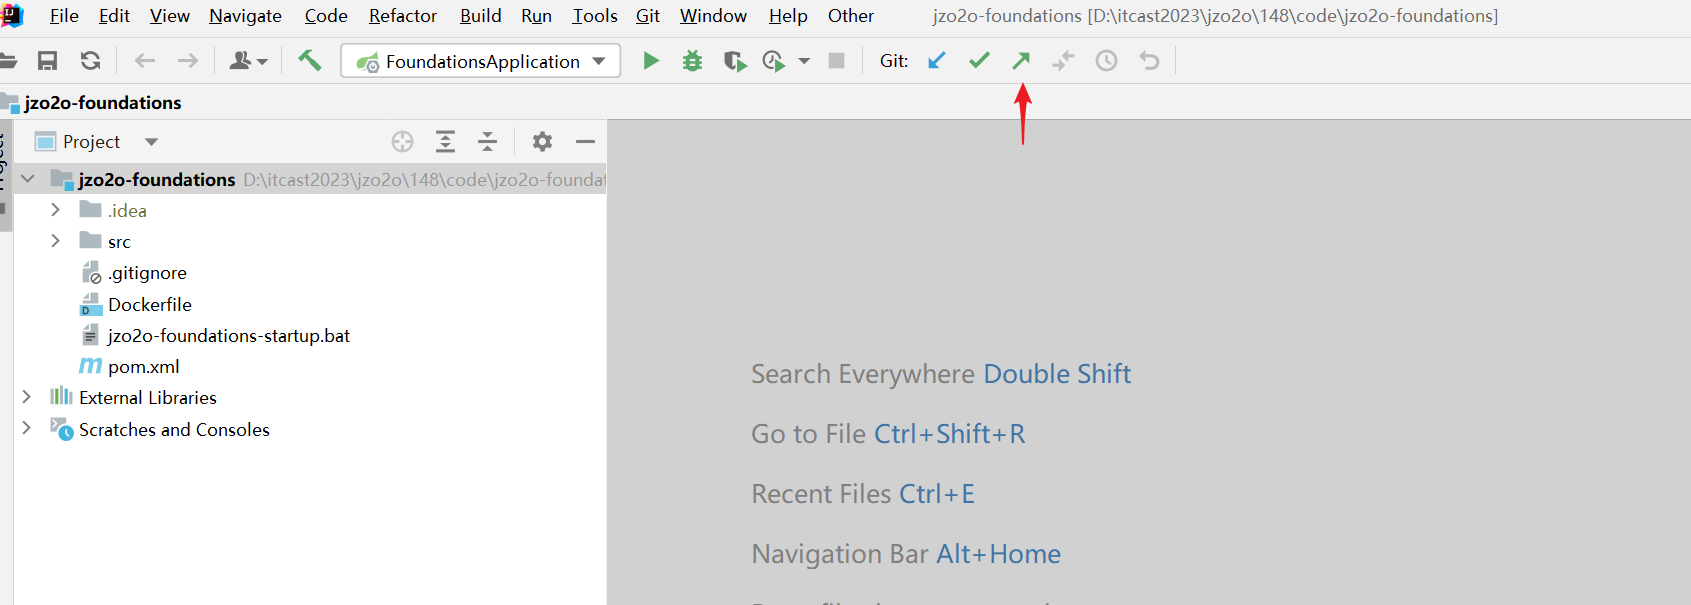 File Edit View Navigate Code Refactor Build Run Tools Git Window Help Other jzo2o-foundations [D:\itcast2023\jzo2o\148\code\jzo2o-foundations]
FoundationsApplication Git:
jzo2o-foundations
Project
Project
jzo2o-foundations D:\itcast2023\jzo2o\148\code\jzo2o-foundat
.idea
src
.gitignore
Dockerfile
jzo2o-foundations-startup.bat
pom.xml
External Libraries
Scratches and Consoles
Search Everywhere Double Shift
Go to File Ctrl+Shift+R
Recent Files Ctrl+E
Navigation Bar Alt+Home